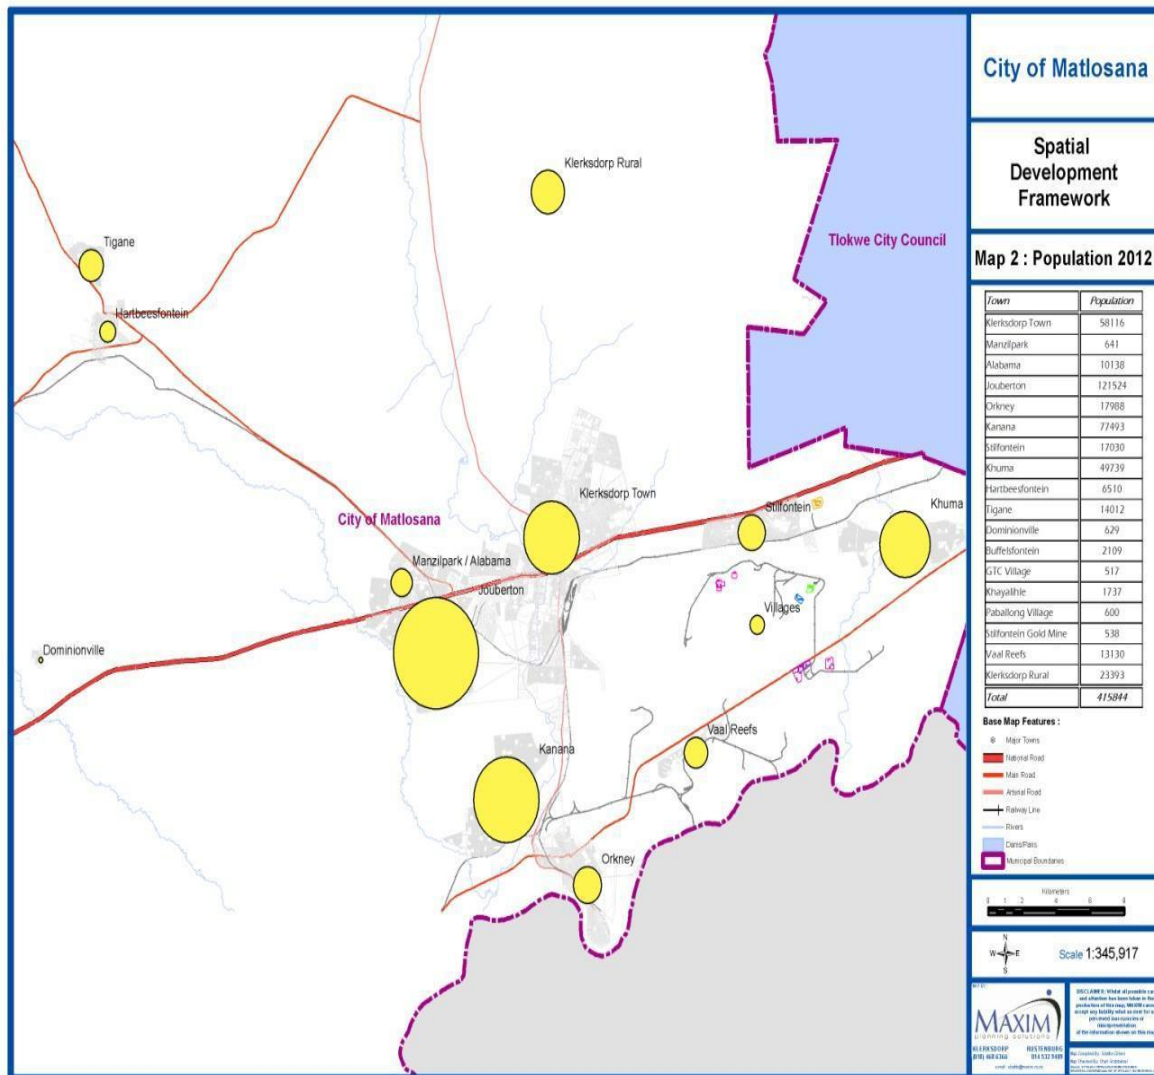 City of Matlosana
Spatial
Development
Framework
Map 2 : Population 2012
Town Population
Klerksdorp Town 58116
Manzilpark 641
Alabama 10138
Jouberton 121524
Orkney 17988
Kanana 77493
Stilfontein 17030
Khuma 49739
Hartbeesfontein 6510
Tigane 14012
Dominionville 629
Buffelsfontein 2109
GTC Village 517
Khayalihle 1737
Paballong Village 600
Stilfontein Gold Mine 538
Vaal Reefs 13130
Klerksdorp Rural 23393
Total 415844
Base Map Features :
Major Towns
National Road
Main Road
Arterial Road
Railway Line
Rivers
Dams/Pans
Municipal Boundaries
Kilometers
0 1 2 4 6 8
N
W E
S
Scale 1:345,917
MAXIM
planning solutions
KLERKSDORP RUSTENBURG
Klerksdorp Rural
Tlokwe City Council
Tigane
Hartbeesfontein
Klerksdorp Town
City of Matlosana
Stilfontein
Khuma
Manzilpark / Alabama
Jouberton
Villages
Dominionville
Vaal Reefs
Kanana
Orkney